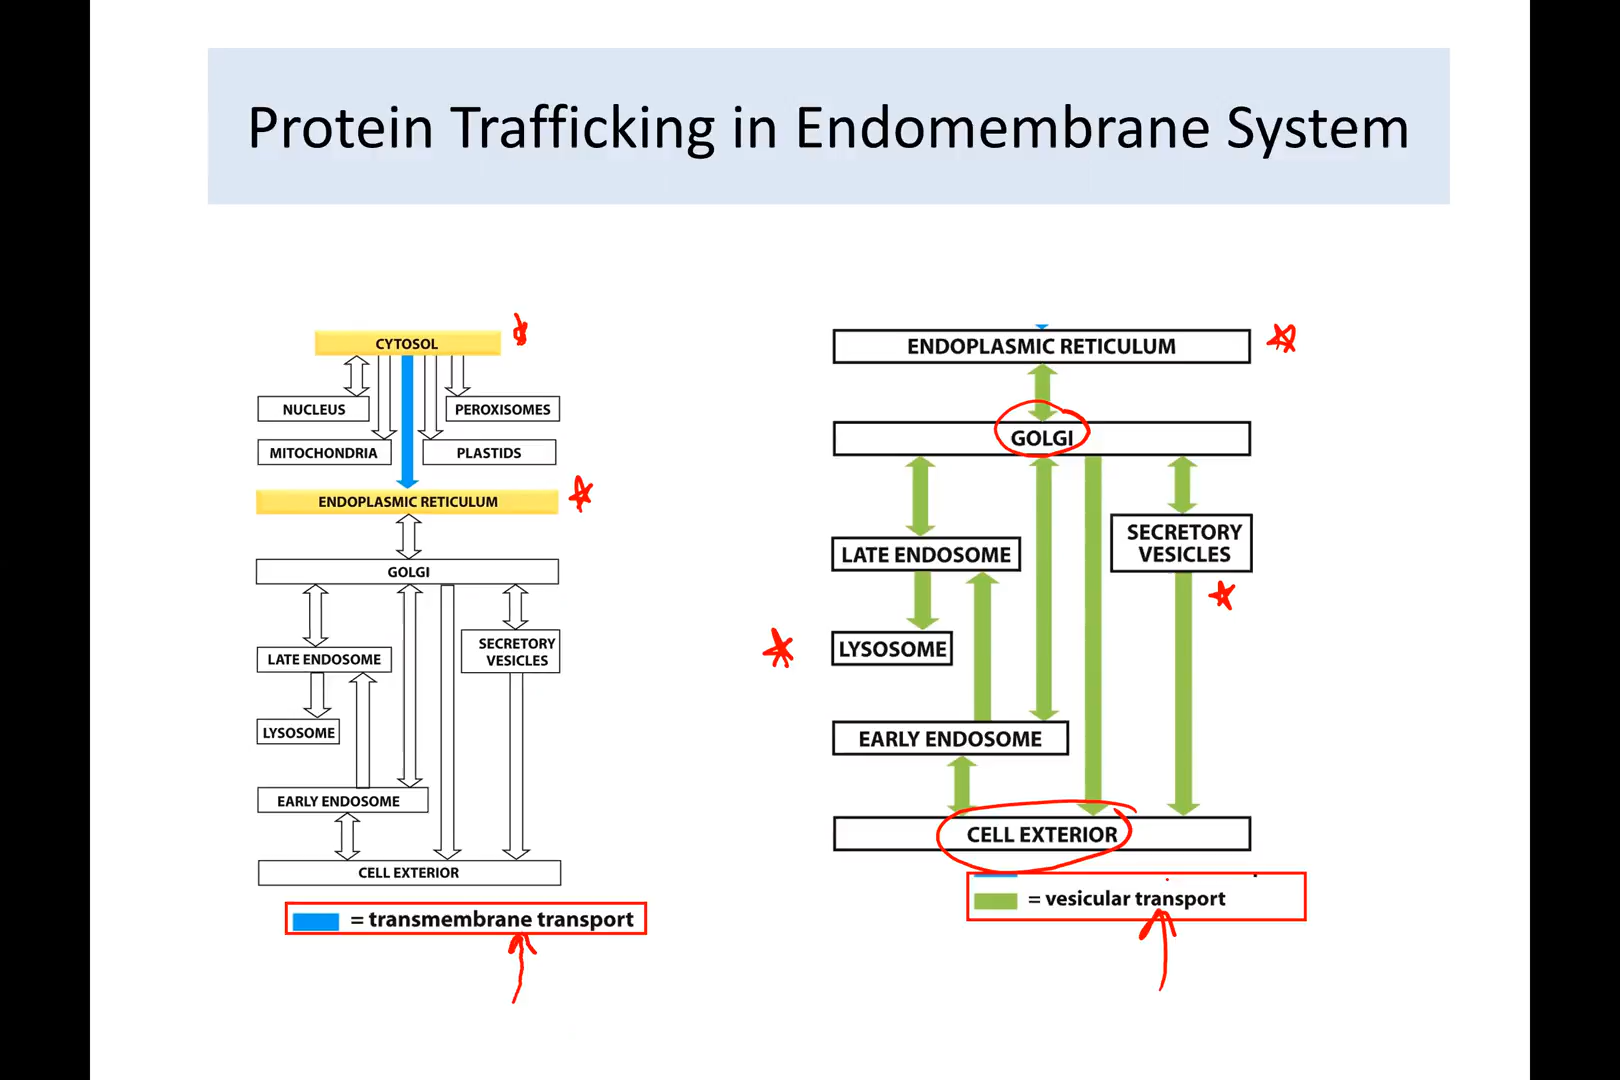 Protein Trafficking in Endomembrane System
CYTOSOL
NUCLEUS
PEROXISOMES
MITOCHONDRIA
PLASTIDS
ENDOPLASMIC RETICULUM
GOLGI
SECRETORY
VESICLES
LATE ENDOSOME
LYSOSOME
EARLY ENDOSOME
CELL EXTERIOR
= transmembrane transport
ENDOPLASMIC RETICULUM
GOLGI
SECRETORY
VESICLES
LATE ENDOSOME
LYSOSOME
EARLY ENDOSOME
CELL EXTERIOR
= vesicular transport